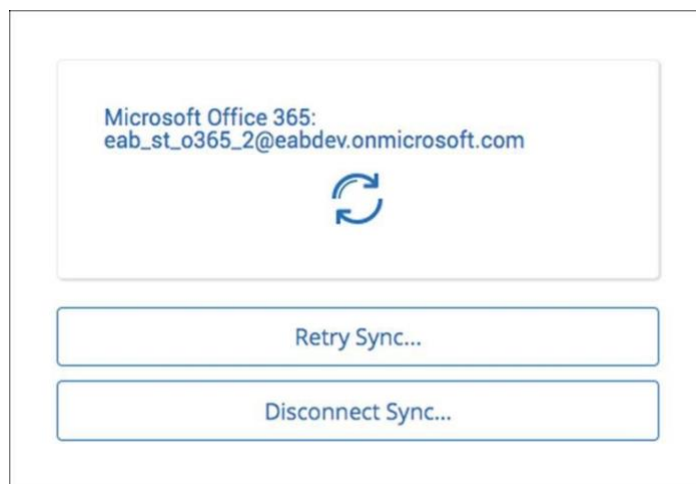 Microsoft Office 365:
eab_st_o365_2@eabdev.onmicrosoft.com
Retry Sync...
Disconnect Sync...